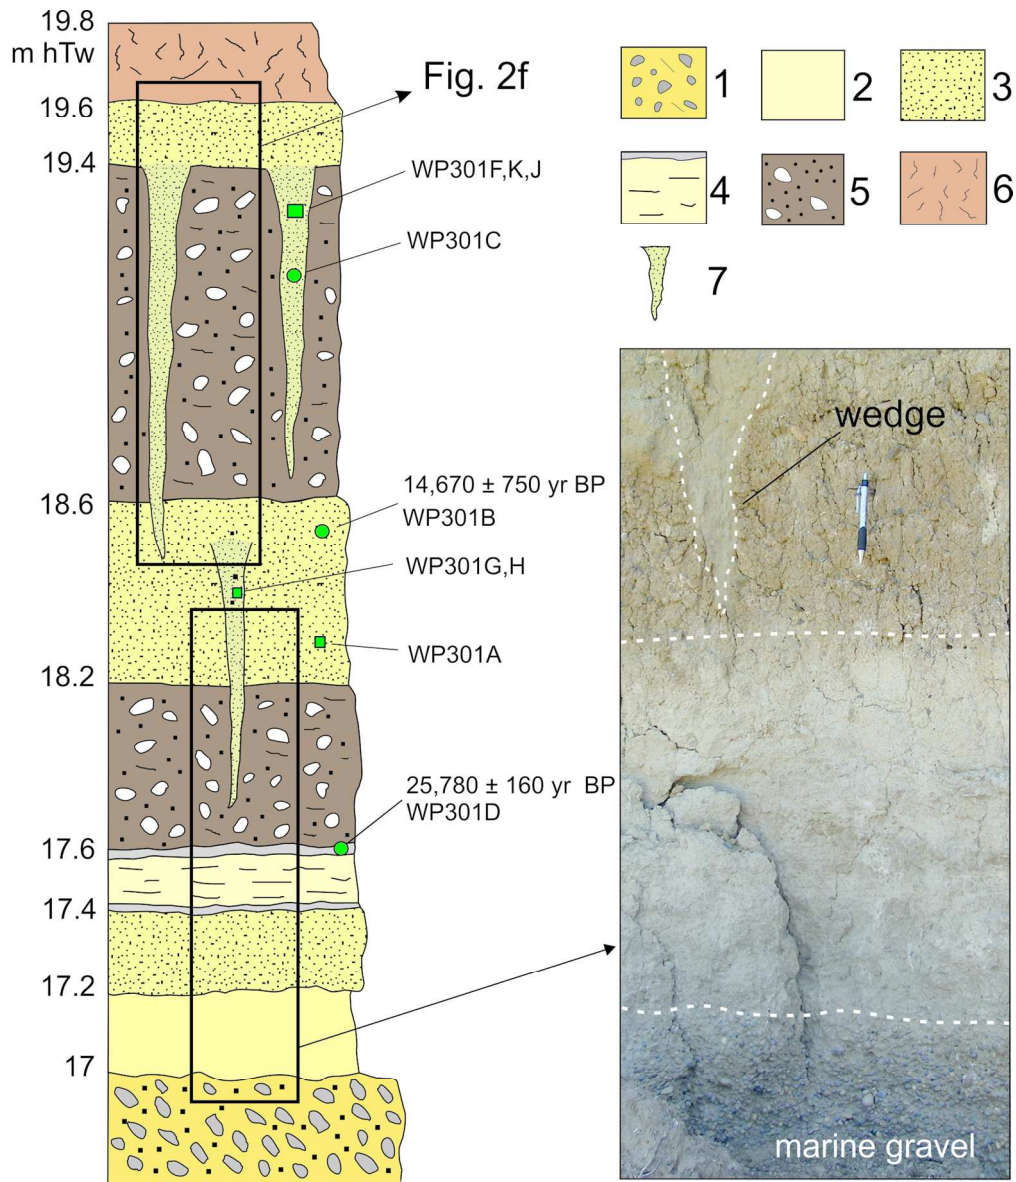 19.8
m hTw
19.6
19.4
18.6
18.2
17.6
17.4
17.2
17
Fig. 2f
WP301F,K,J
WP301C
14,670 ± 750 yr BP
WP301B
WP301G,H
WP301A
25,780 ± 160 yr BP
WP301D
1
2
3
4
5
6
7
wedge
marine gravel